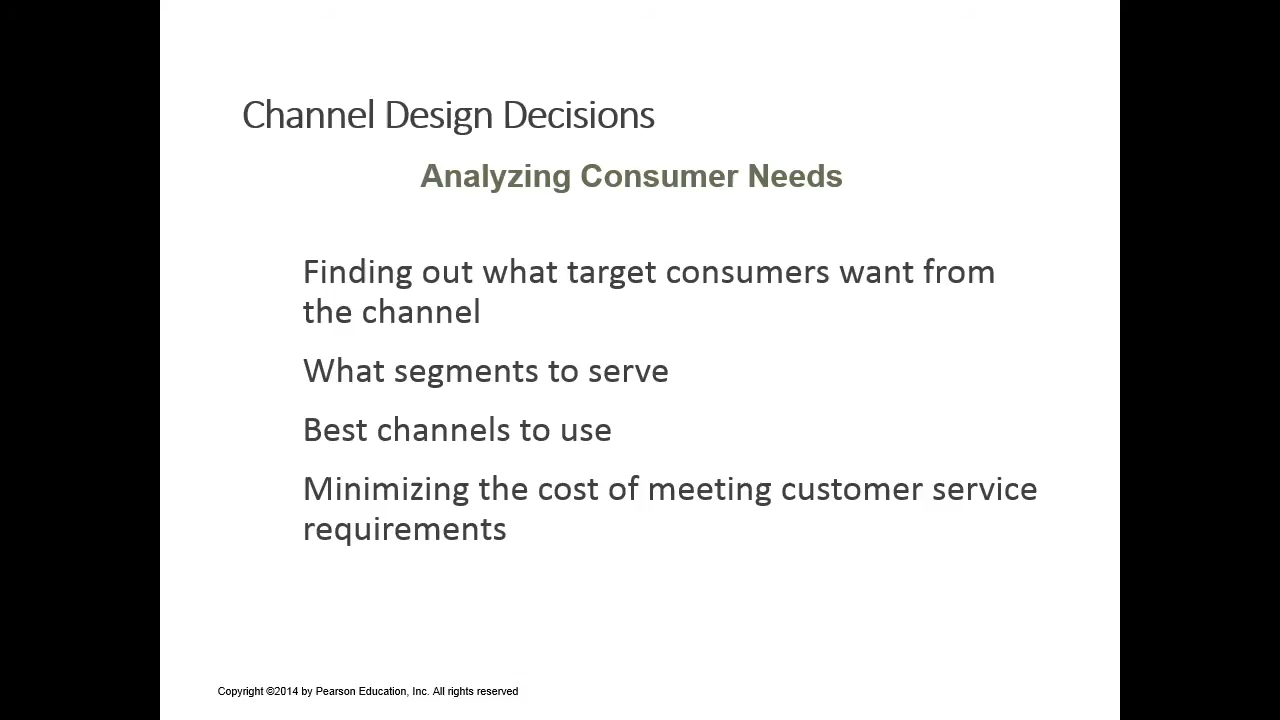 Channel Design Decisions
Analyzing Consumer Needs
Finding out what target consumers want from
the channel
What segments to serve
Best channels to use
Minimizing the cost of meeting customer service
requirements
Copyright ©2014 by Pearson Education, Inc. All rights reserved